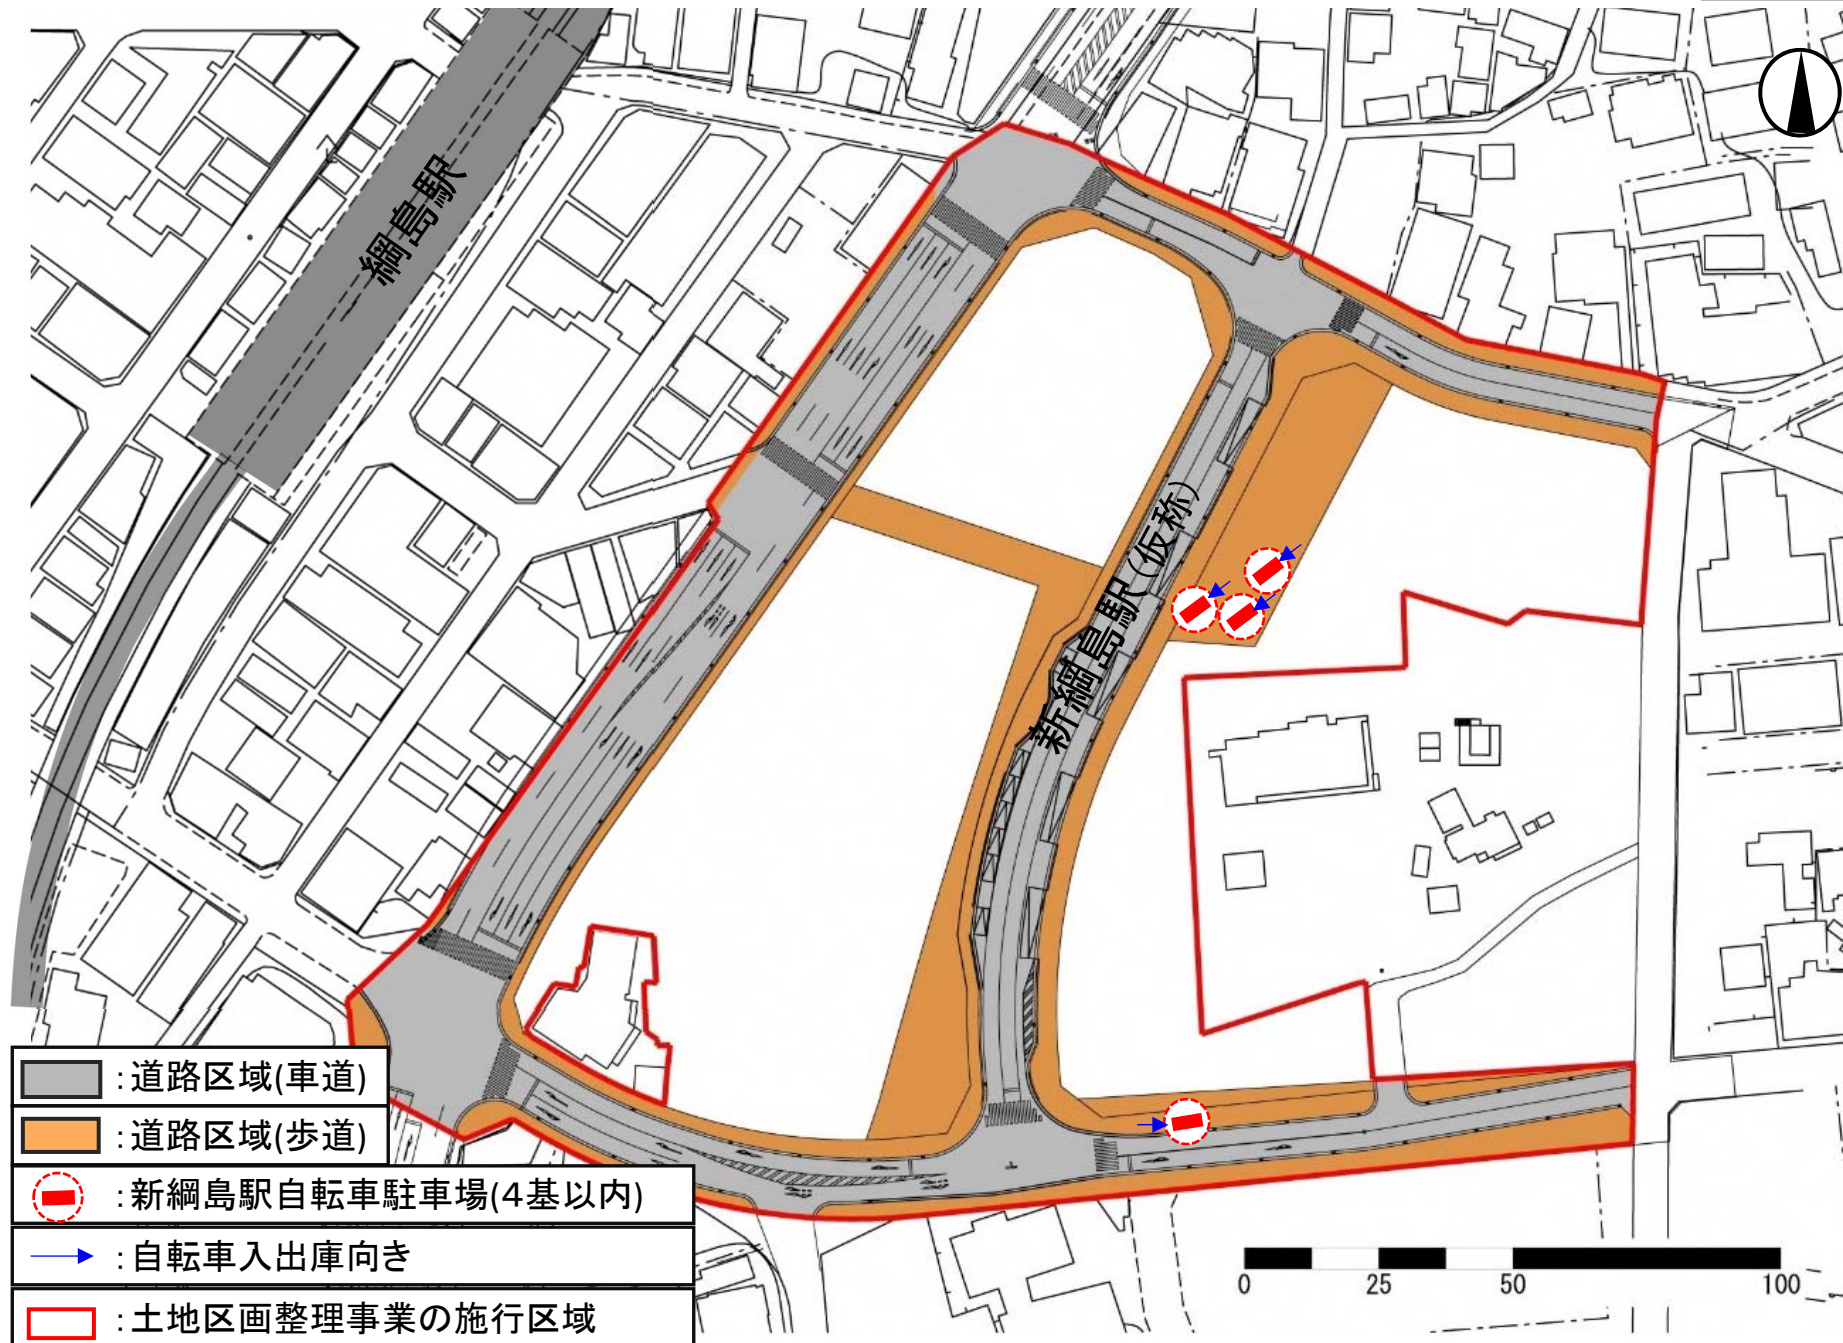 綱島駅
新綱島駅(仮称)
:道路区域(車道)
:道路区域(歩道)
:新綱島駅自転車駐車場(4基以内)
:自転車入出庫向き
:土地区画整理事業の施行区域
0 25 50 100